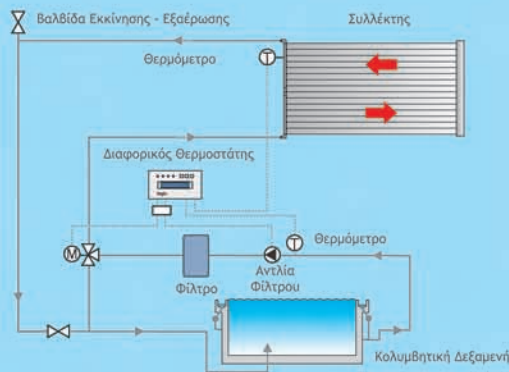 Βαλβίδα Εκκίνησης - Εξαέρωσης
Συλλέκτης
Θερμόμετρο
T
Διαφορικός Θερμοστάτης
M
T
Θερμόμετρο
Φίλτρο
Αντλία
Φίλτρου
Κολυμβητική Δεξαμενή